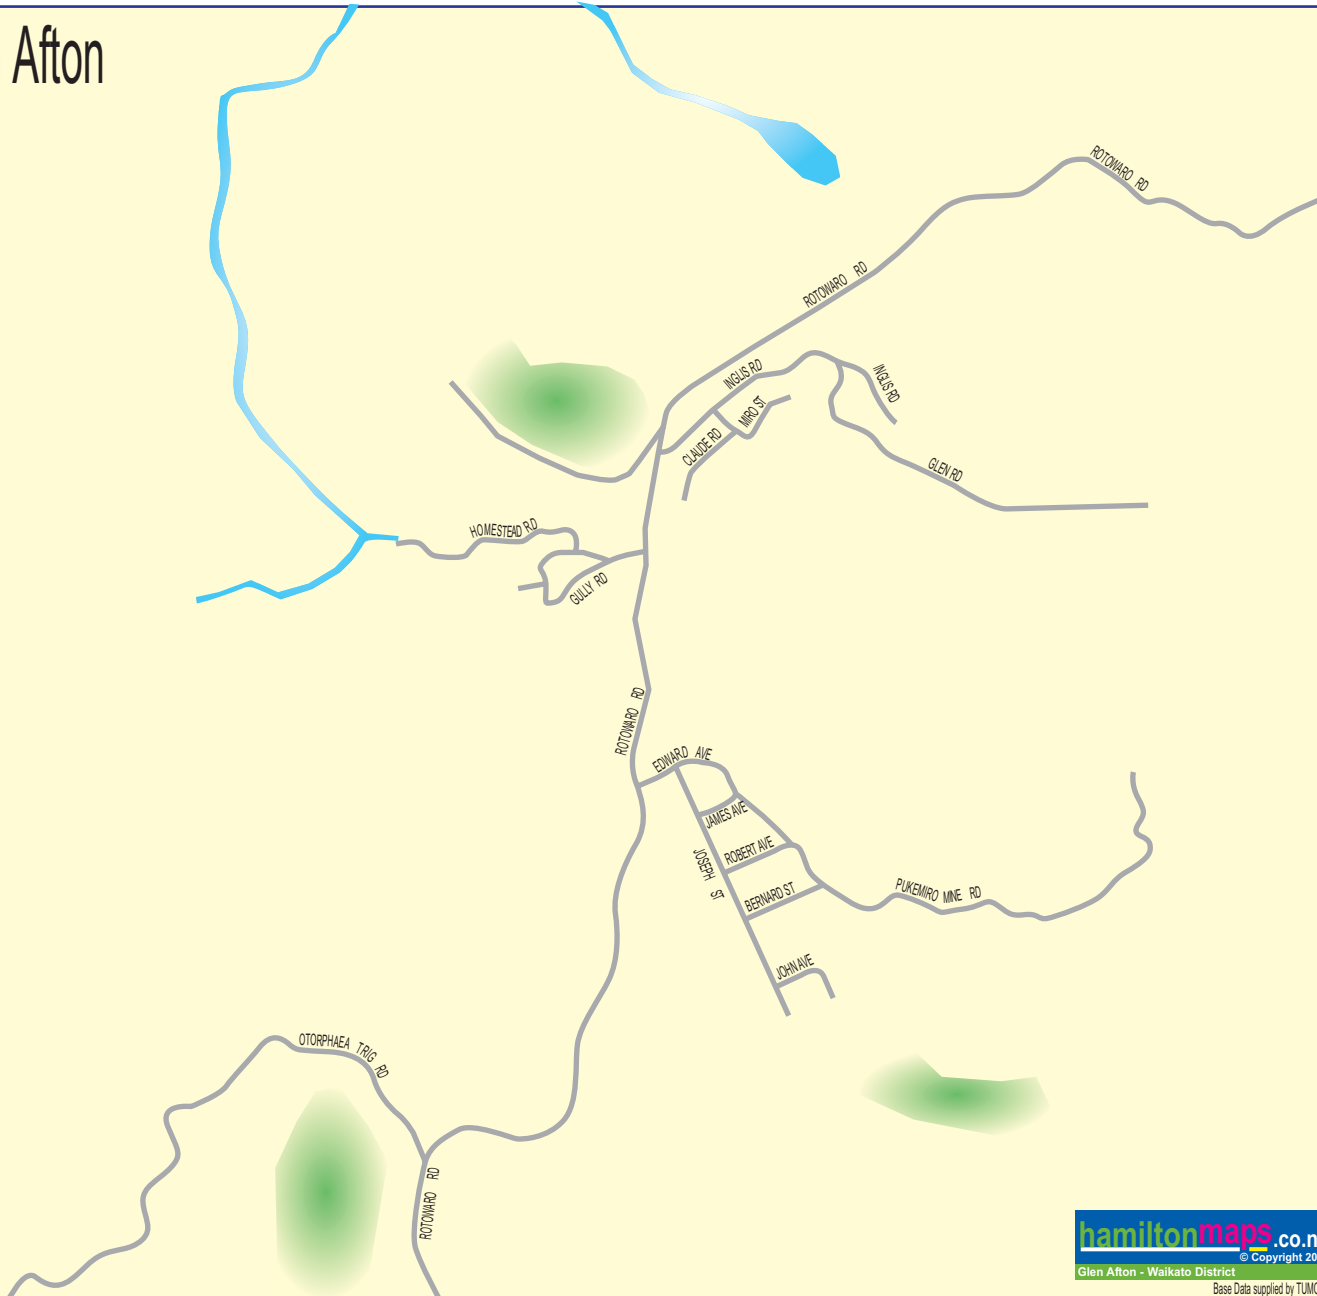 Afton
ROTOWARO RD
ROTOWARO RD
INGLIS RD
INGLIS RD
MIRO ST
CLAUDE RD
GLEN RD
HOMESTEAD RD
GULLY RD
ROTOWARO RD
EDWARD AVE
JAMES AVE
ROBERT AVE
JOSEPH ST
BERNARD ST
PUKEMIRO MINE RD
JOHN AVE
OTORPHAEA TRIG RD
ROTOWARO RD
hamiltonmaps.co.n
© Copyright 20
Glen Afton - Waikato District
Base Data supplied by TUMO